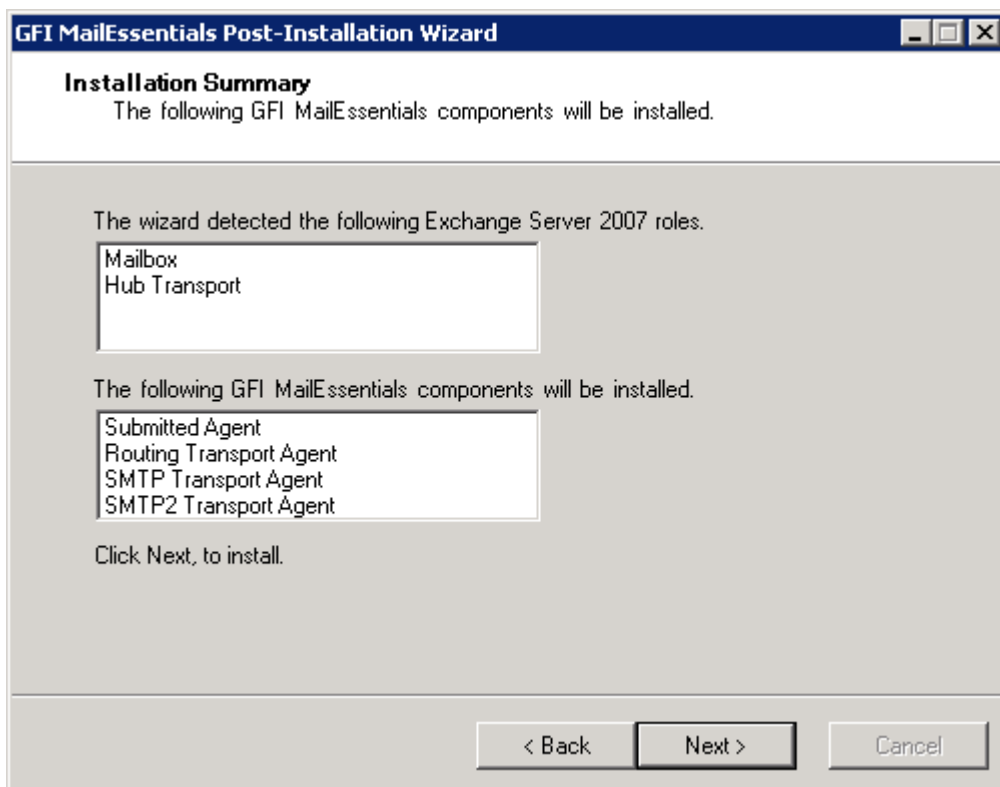 GFI MailEssentials Post-Installation Wizard
Installation Summary
The following GFI MailEssentials components will be installed.
The wizard detected the following Exchange Server 2007 roles.
Mailbox
Hub Transport
The following GFI MailEssentials components will be installed.
Submitted Agent
Routing Transport Agent
SMTP Transport Agent
SMTP2 Transport Agent
Click Next, to install.
< Back Next > Cancel